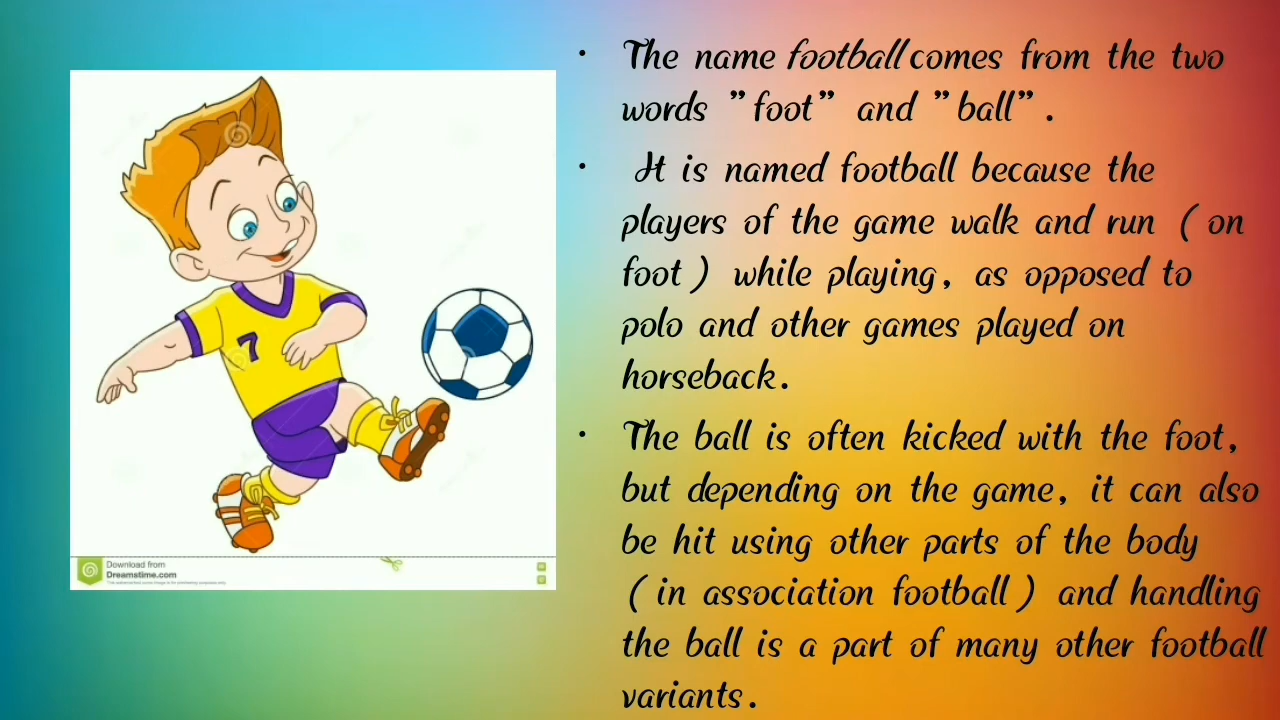 • The name football comes from the two
words ”foot” and ”ball”.
• It is named football because the
players of the game walk and run (on
foot) while playing, as opposed to
polo and other games played on
horseback.
• The ball is often kicked with the foot,
but depending on the game, it can also
be hit using other parts of the body
(in association football) and handling
the ball is a part of many other football
variants.
7
Download from
Dreamstime.com